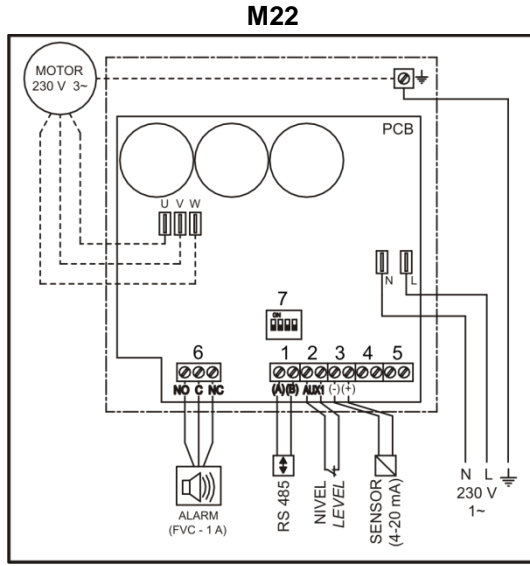 M22
MOTOR
230 V 3~
PCB
U V W
N L
7
ON
6 1 2 3 4 5
NO C NC (A) (B) AUX1 (-) (+)
ALARM
(FVC - 1 A)
RS 485
NIVEL
LEVEL
SENSOR
(4-20 mA)
N L
230 V
1~